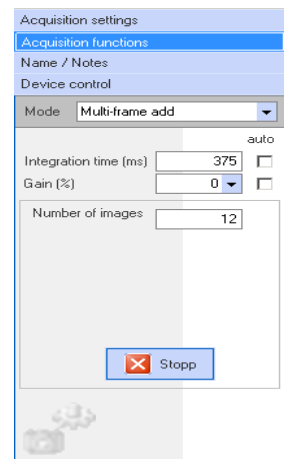 Acquisition settings
Acquisition functions
Name / Notes
Device control
Mode Multi-frame add
auto
Integration time (ms) 375
Gain (%) 0
Number of images 12
Stopp